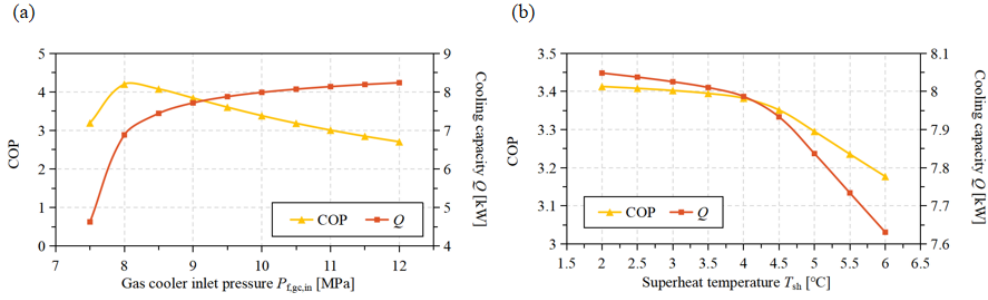 (a)
5
4
3
2
1
0
COP
9
8
7
6
5
4
Cooling capacity Q [kW]
COP Q
7 8 9 10 11 12
Gas cooler inlet pressure P_f,gc,in [MPa]
(b)
3.5
3.4
3.3
3.2
3.1
3
COP
8.1
8
7.9
7.8
7.7
7.6
Cooling capacity Q [kW]
COP Q
1.5 2 2.5 3 3.5 4 4.5 5 5.5 6 6.5
Superheat temperature T_sh [°C]